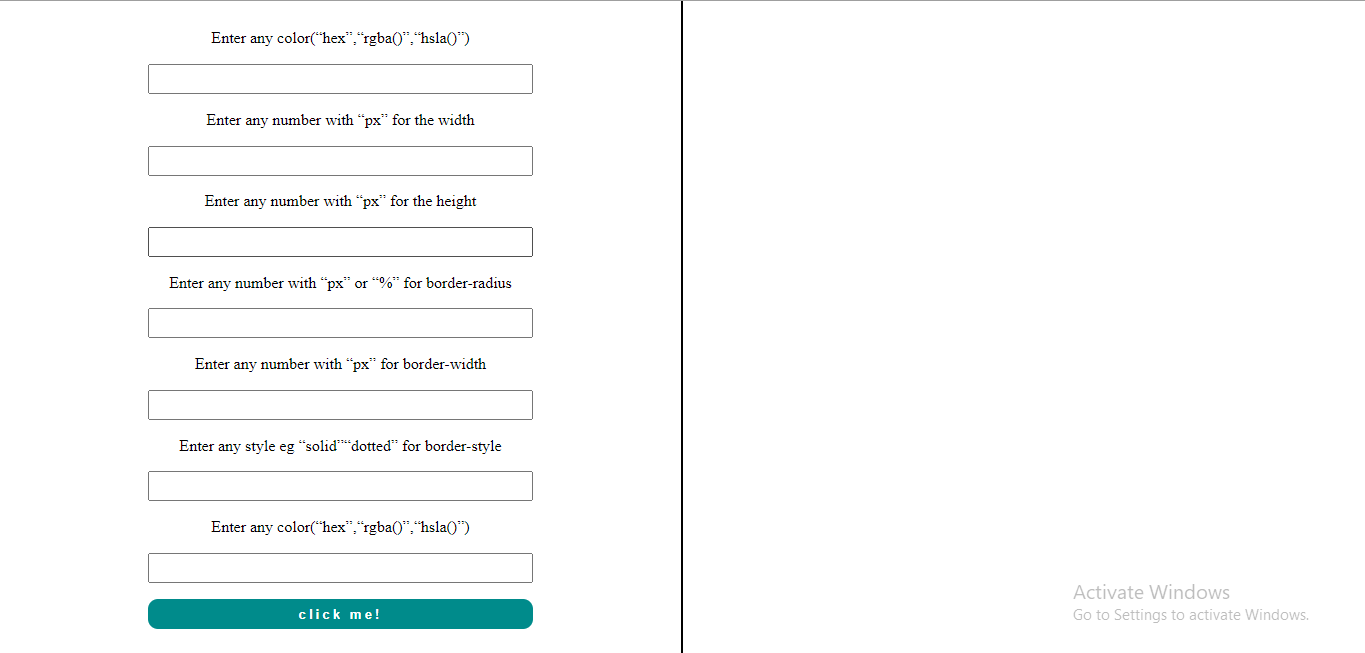 Enter any color(“hex”,“rgba()”,“hsla()”)
Enter any number with “px” for the width
Enter any number with “px” for the height
Enter any number with “px” or “%” for border-radius
Enter any number with “px” for border-width
Enter any style eg “solid”“dotted” for border-style
Enter any color(“hex”,“rgba()”,“hsla()”)
click me!
Activate Windows
Go to Settings to activate Windows.